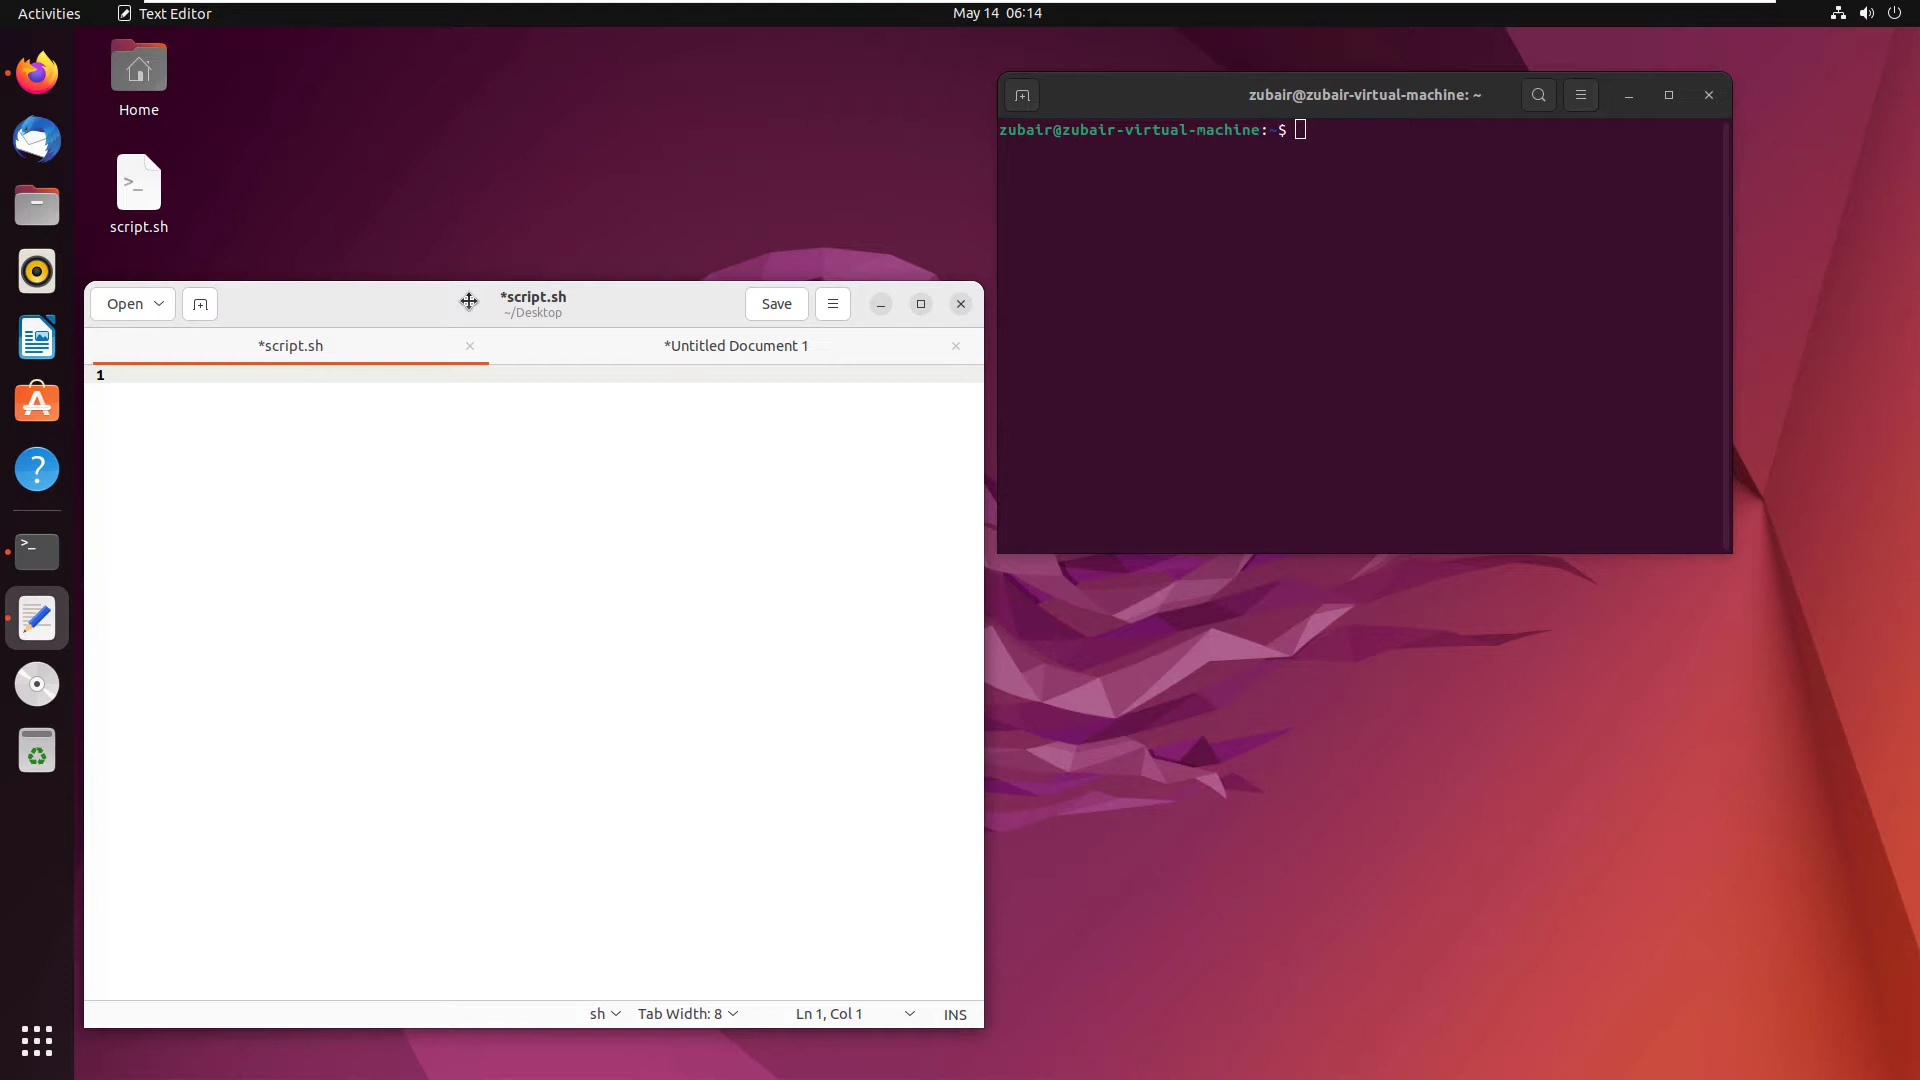 Activities
Text Editor
May 14 06:14
Home
script.sh
zubair@zubair-virtual-machine: ~
zubair@zubair-virtual-machine:~$
Open
*script.sh
~/Desktop
Save
*script.sh
*Untitled Document 1
1
sh
Tab Width: 8
Ln 1, Col 1
INS